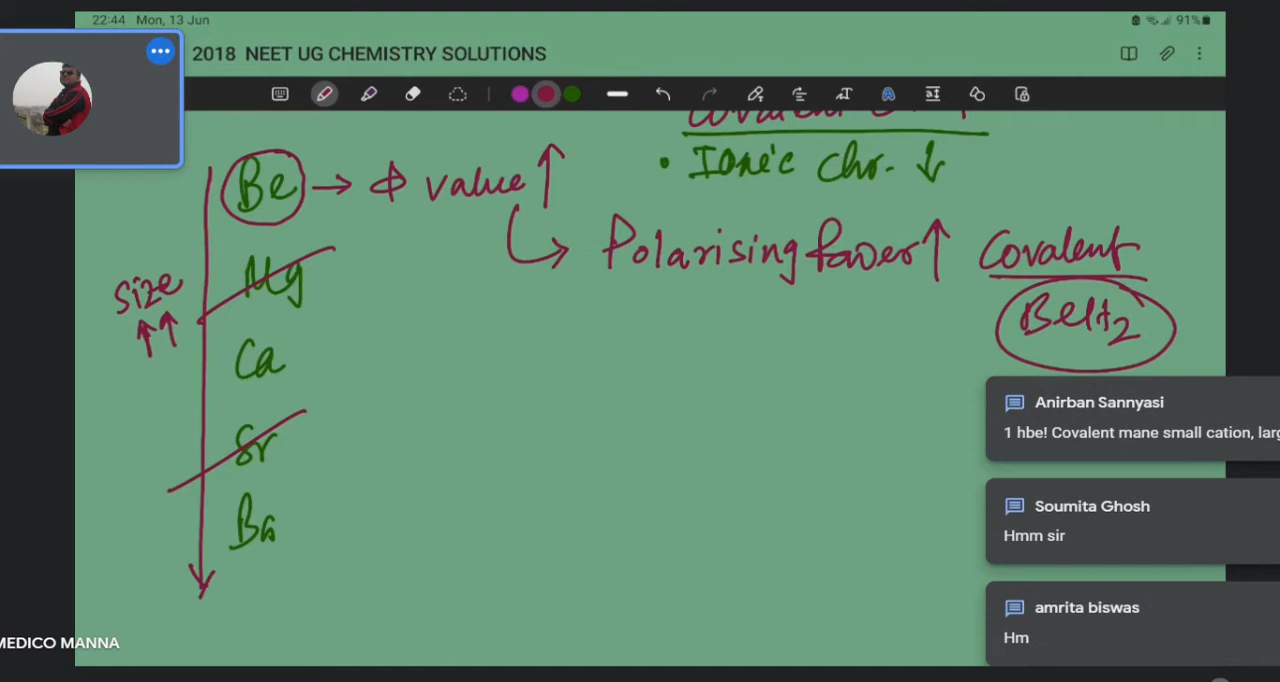 22:44 Mon, 13 Jun
91%
2018 NEET UG CHEMISTRY SOLUTIONS
• Ionic Chr. ↓
Be → Φ value ↑
Polarising Power ↑ Covalent
BeH2
Mg
Size ↑↑
Ca
Sr
Ba
Anirban Sannyasi
1 hbe! Covalent mane small cation,
Soumita Ghosh
Hmm sir
amrita biswas
Hm
MEDICO MANNA